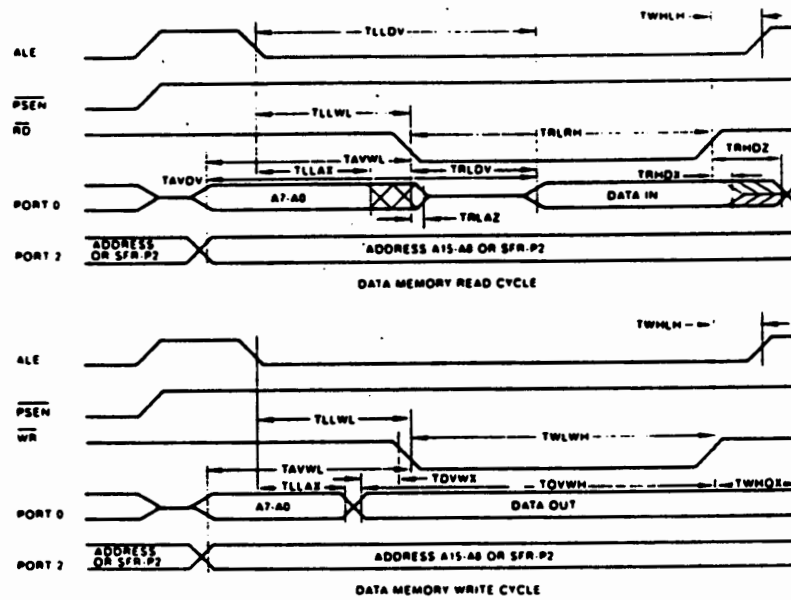 TLLDV TWHLH
ALE
PSEN
TLLWL
RD
TRLRH
TAVWL TRHDZ
TLLAX TRLDV
TAVDV TRHDX
PORT 0 A7-A0 DATA IN
TRLAZ
PORT 2 ADDRESS OR SFR-P2 ADDRESS A15-A8 OR SFR-P2
DATA MEMORY READ CYCLE
TWHLH
ALE
PSEN
TLLWL
WR
TWLWH
TAVWL
TLLAX TQVWX TQVWH TWHQX
PORT 0 A7-A0 DATA OUT
PORT 2 ADDRESS OR SFR-P2 ADDRESS A15-A8 OR SFR-P2
DATA MEMORY WRITE CYCLE